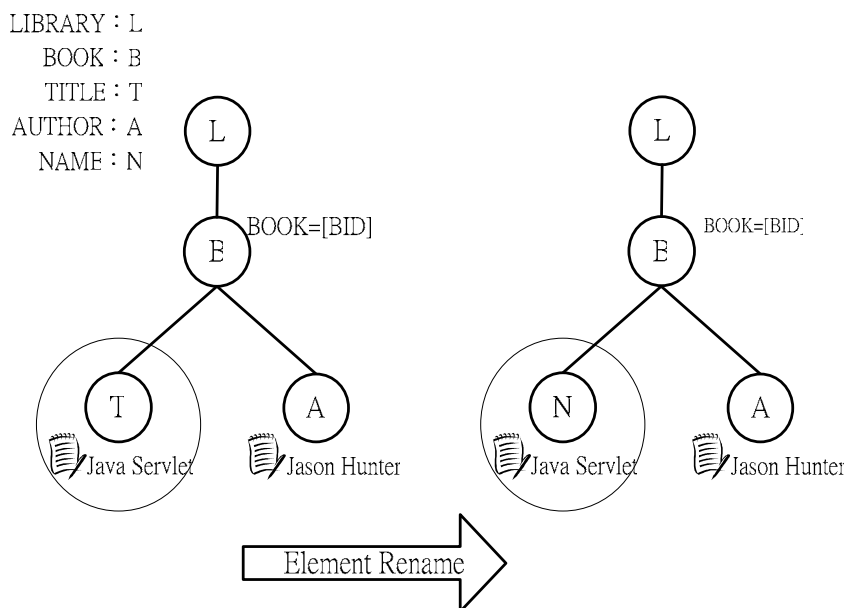 LIBRARY：L
BOOK：B
TITLE：T
AUTHOR：A
NAME：N
L
B
BOOK=[BID]
T
A
Java Servlet
Jason Hunter
L
B
BOOK=[BID]
N
A
Java Servlet
Jason Hunter
Element Rename